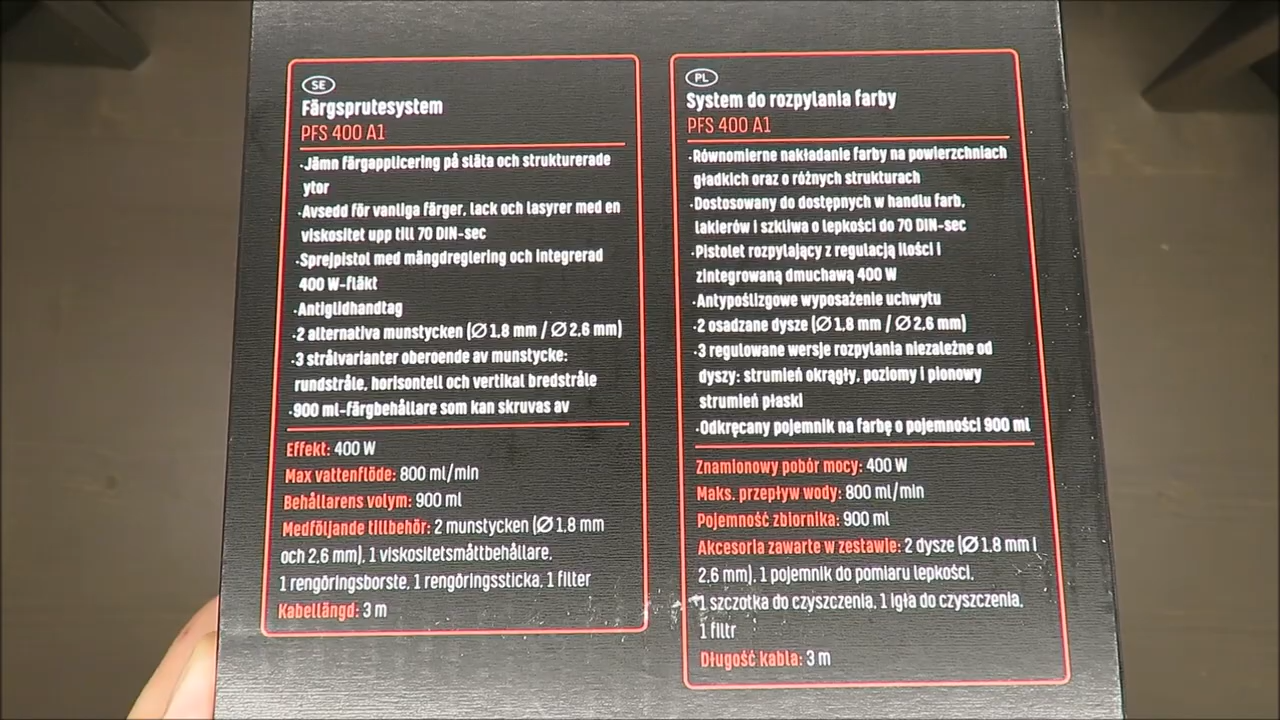 SE
Färgsprutesystem
PFS 400 A1
·Jämn färgapplicering på släta och strukturerade
ytor
·Avsedd för vanliga färger, lack och lasyrer med en
viskositet upp till 70 DIN-sec
·Sprejpistol med mängdreglering och integrerad
400 W-fläkt
·Antiglidhandtag
·2 alternativa munstycken (Ø 1,8 mm / Ø 2,6 mm)
·3 strålvarianter oberoende av munstycke:
rundstråle, horisontell och vertikal bredstråle
·900 ml-färgbehållare som kan skruvas av
Effekt: 400 W
Max vattenflöde: 800 ml/min
Behållarens volym: 900 ml
Medföljande tillbehör: 2 munstycken (Ø 1,8 mm
och 2,6 mm), 1 viskositetsmåttbehållare,
1 rengöringsborste, 1 rengöringssticka, 1 filter
Kabellängd: 3 m
PL
System do rozpylania farby
PFS 400 A1
·Równomierne nakładanie farby na powierzchniach
gładkich oraz o różnych strukturach
·Dostosowany do dostępnych w handlu farb,
lakierów i szkliwa o lepkości do 70 DIN-sec
·Pistolet rozpylający z regulacją ilości i
zintegrowaną dmuchawą 400 W
·Antypoślizgowe wyposażenie uchwytu
·2 osadzane dysze (Ø 1,8 mm / Ø 2,6 mm)
·3 regulowane wersje rozpylania niezależne od
dyszy: strumień okrągły, poziomy i pionowy
strumień płaski
·Odkręcany pojemnik na farbę o pojemności 900 ml
Znamionowy pobór mocy: 400 W
Maks. przepływ wody: 800 ml/min
Pojemność zbiornika: 900 ml
Akcesoria zawarte w zestawie: 2 dysze (Ø 1,8 mm i
2,6 mm), 1 pojemnik do pomiaru lepkości,
1 szczotka do czyszczenia, 1 igła do czyszczenia,
1 filtr
Długość kabla: 3 m